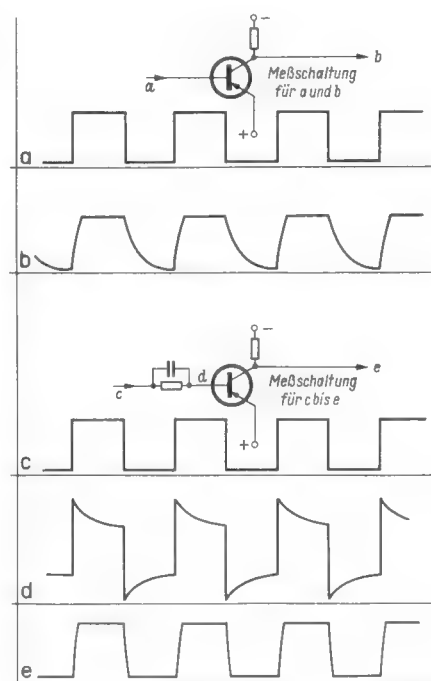 −
a
b
Meßschaltung
für a und b
+
a
b
−
c
d
e
Meßschaltung
für c bis e
+
c
d
e